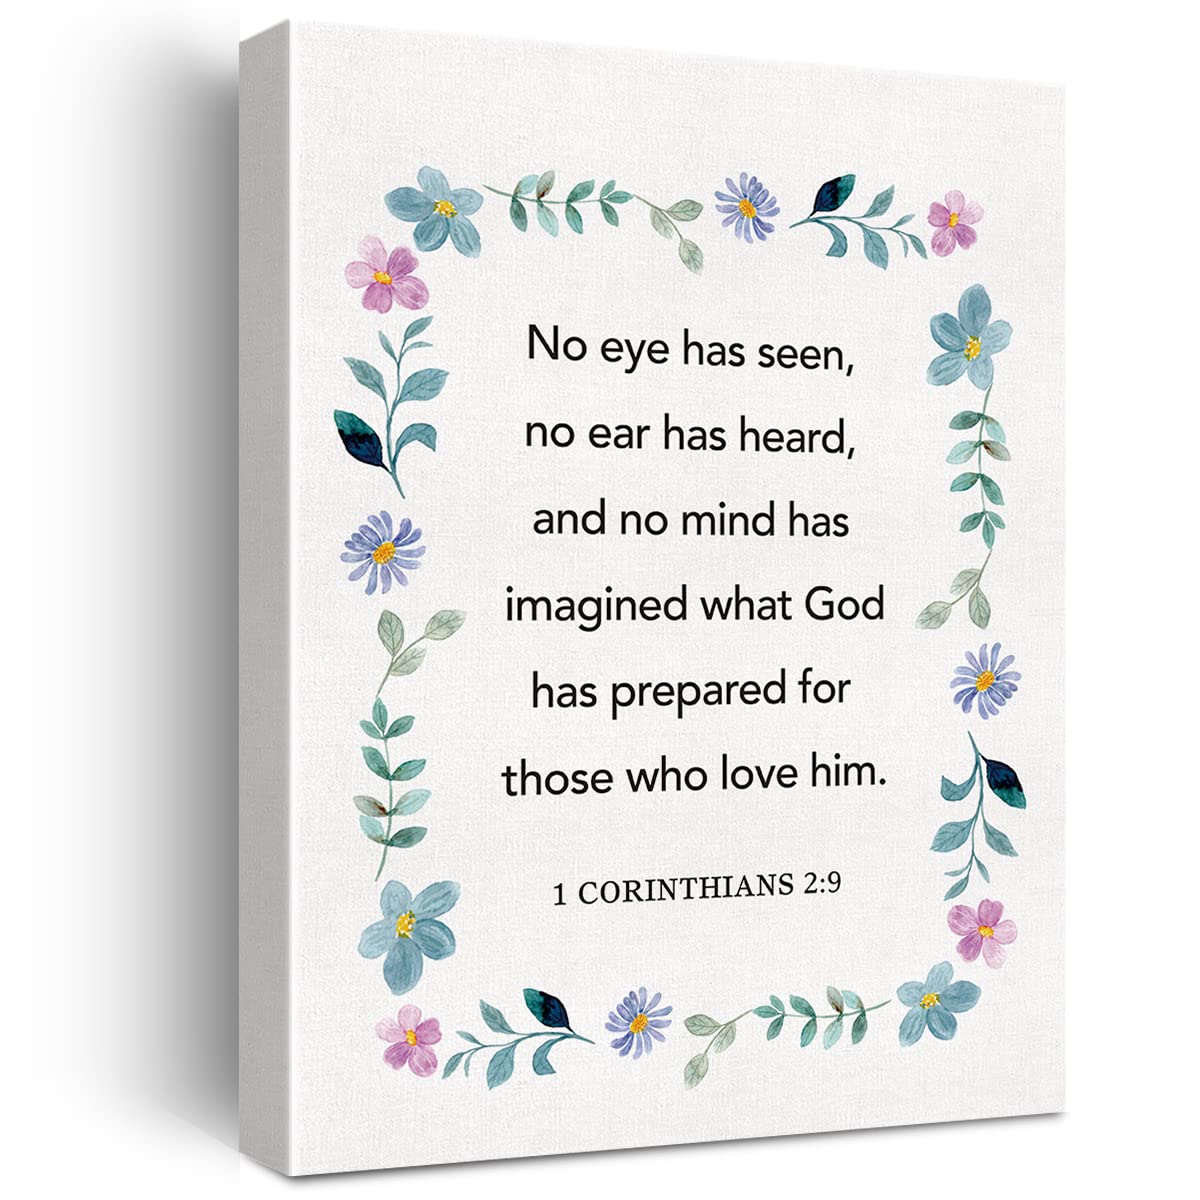 No eye has seen,
no ear has heard,
and no mind has
imagined what God
has prepared for
those who love him.
1 CORINTHIANS 2:9